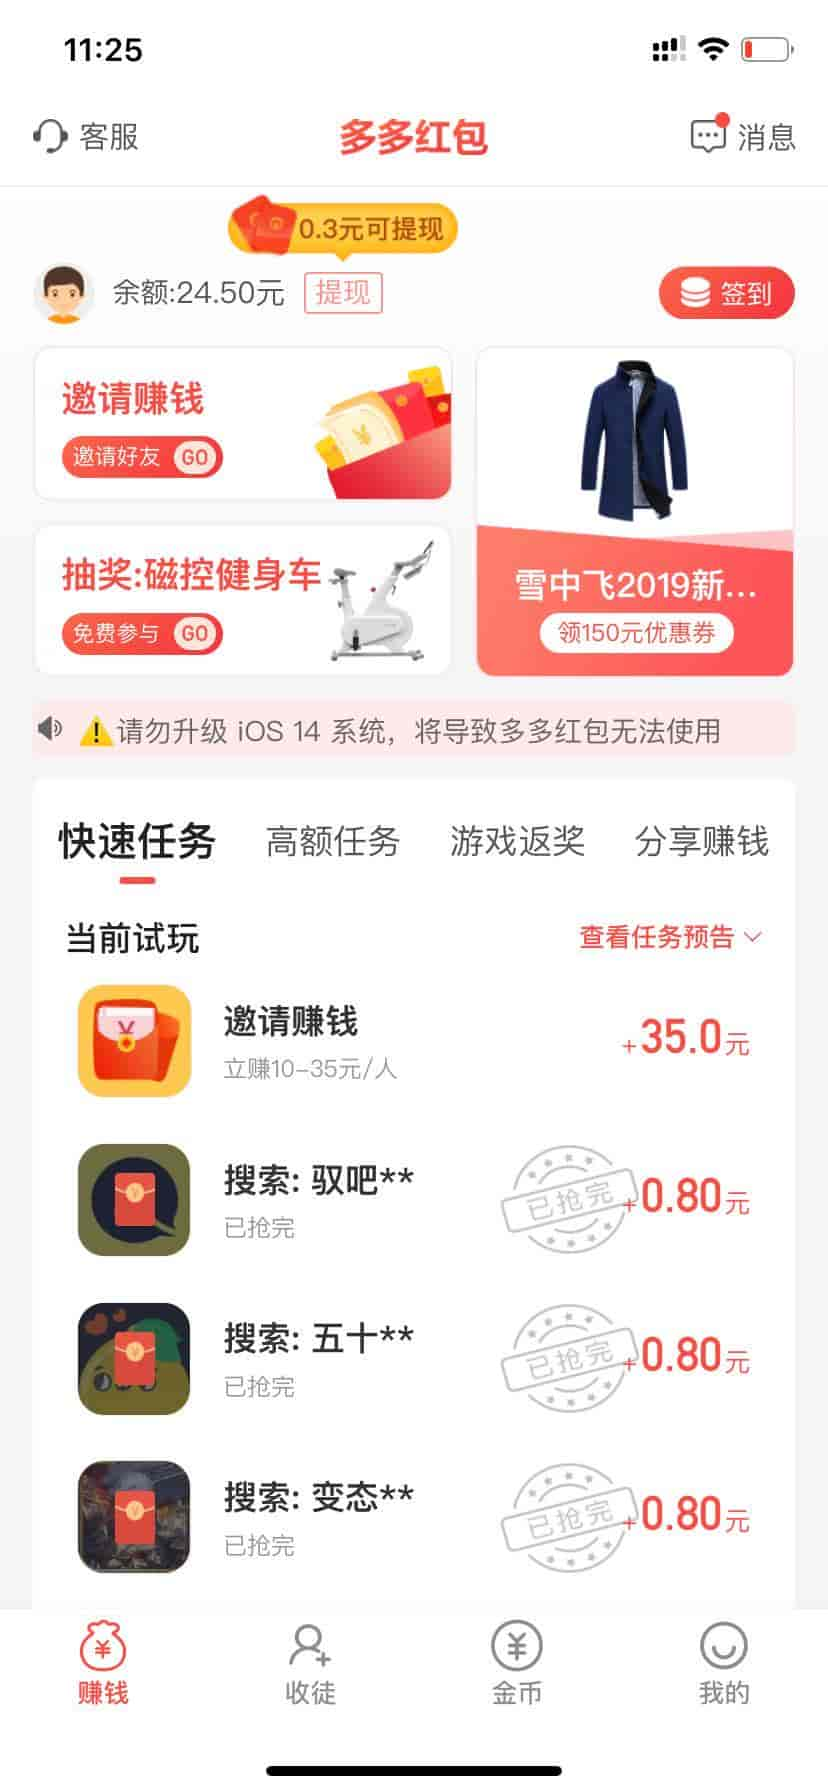 11:25
客服
多多红包
消息
0.3元可提现
余额:24.50元
提现
签到
邀请赚钱
邀请好友 GO
抽奖:磁控健身车
免费参与 GO
雪中飞2019新...
领150元优惠券
请勿升级 iOS 14 系统，将导致多多红包无法使用
快速任务 高额任务 游戏返奖 分享赚钱
当前试玩
查看任务预告
邀请赚钱
立赚10-35元/人
+35.0元
搜索: 驭吧**
已抢完
已抢完
+0.80元
搜索: 五十**
已抢完
已抢完
+0.80元
搜索: 变态**
已抢完
已抢完
+0.80元
赚钱 收徒 金币 我的